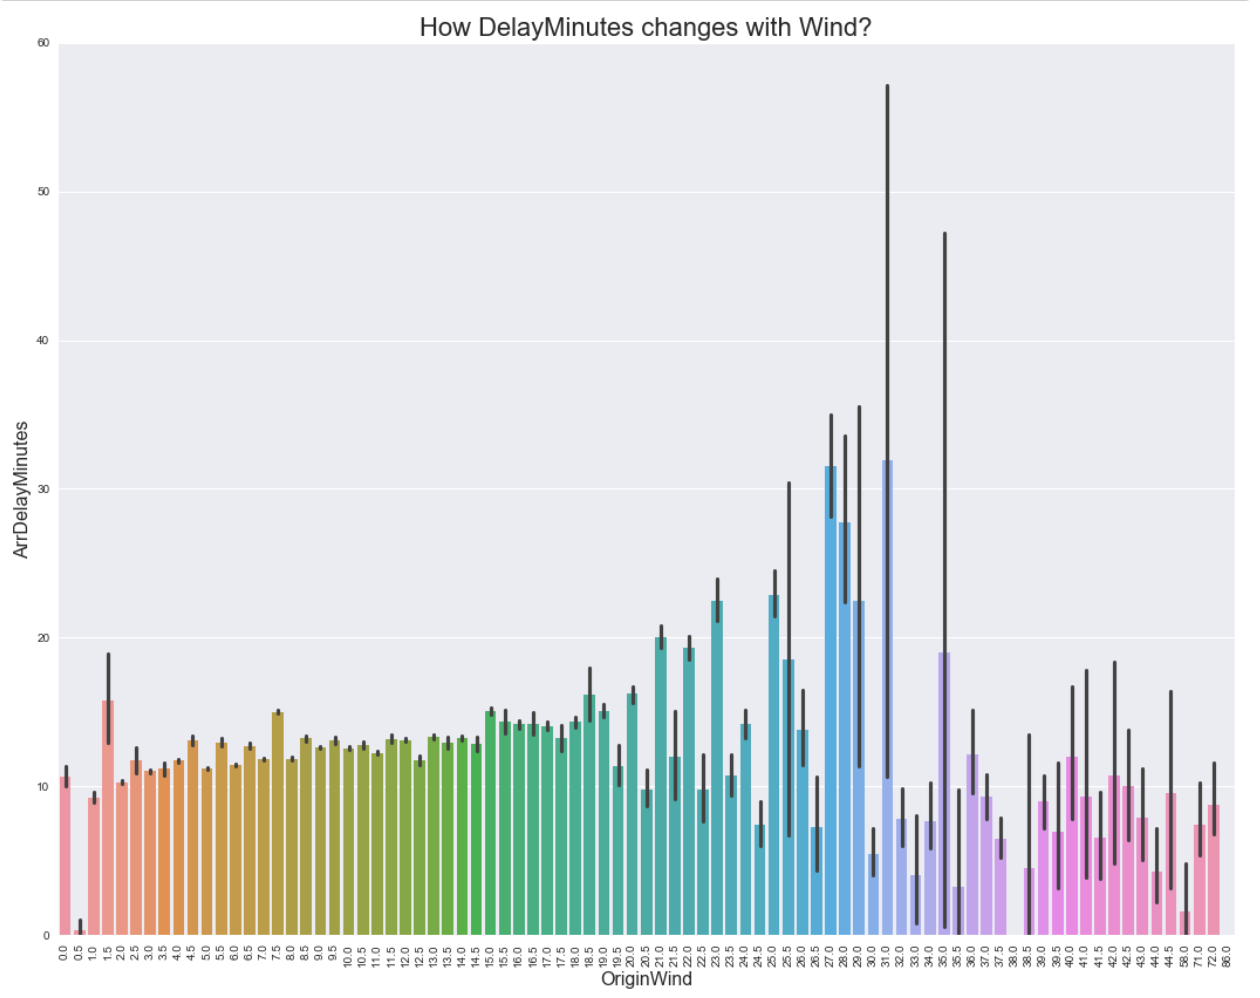 How DelayMinutes changes with Wind?
60
50
40
30
20
10
0
ArrDelayMinutes
0.0 0.5 1.0 1.5 2.0 2.5 3.0 3.5 4.0 4.5 5.0 5.5 6.0 6.5 7.0 7.5 8.0 8.5 9.0 9.5 10.0 10.5 11.0 11.5 12.0 12.5 13.0 13.5 14.0 14.5 15.0 15.5 16.0 16.5 17.0 17.5 18.0 18.5 19.0 19.5 20.0 20.5 21.0 21.5 22.0 22.5 23.0 23.5 24.0 24.5 25.0 25.5 26.0 26.5 27.0 28.0 29.0 30.0 31.0 32.0 33.0 34.0 35.0 35.5 36.0 37.0 37.5 38.0 38.5 39.0 39.5 40.0 41.0 41.5 42.0 42.5 43.0 44.0 44.5 58.0 71.0 72.0 86.0
OriginWind